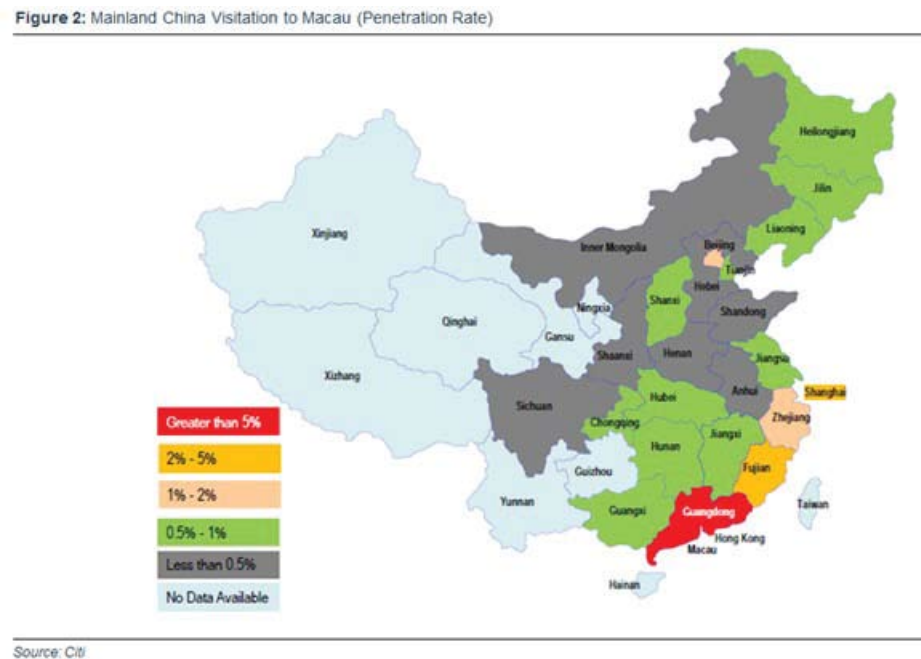 Figure 2: Mainland China Visitation to Macau (Penetration Rate)
Heilongjiang
Jilin
Liaoning
Xinjiang
Inner Mongolia
Beijing
Tianjin
Hobei
Ningxia
Shanxi
Shandong
Qinghai
Gansu
Shaanxi
Henan
Jiangsu
Xizhang
Anhui
Shanghai
Sichuan
Hubei
Zhejiang
Chongqing
Hunan
Jiangxi
Fujian
Guizhou
Yunnan
Guangxi
Guangdong
Taiwan
Hong Kong
Macau
Hainan
Greater than 5%
2% - 5%
1% - 2%
0.5% - 1%
Less than 0.5%
No Data Available
Source: Citi